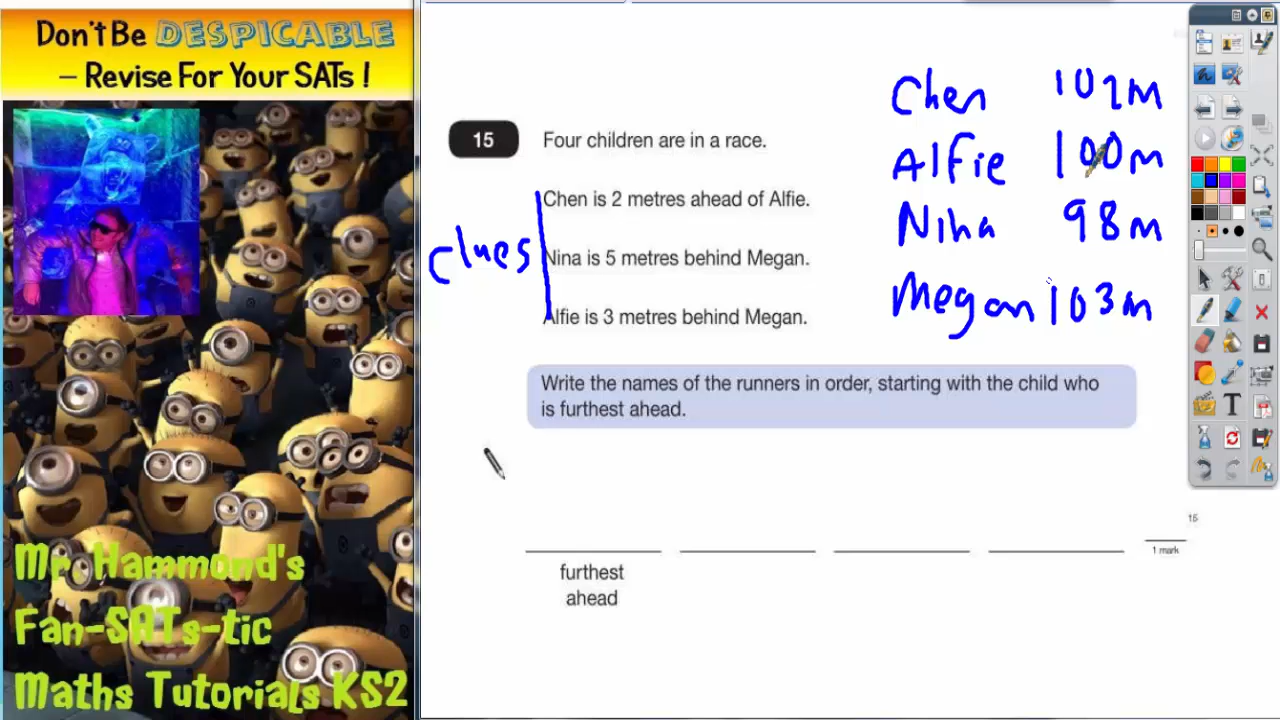 Don't Be DESPICABLE
– Revise For Your SATs !
Mr. Hammond's
Fan-SATs-tic
Maths Tutorials KS2
15
Four children are in a race.
Chen is 2 metres ahead of Alfie.
Nina is 5 metres behind Megan.
Alfie is 3 metres behind Megan.
clues
Chen 102m
Alfie 100m
Nina 98m
Megan 103m
Write the names of the runners in order, starting with the child who
is furthest ahead.
furthest
ahead
15
1 mark